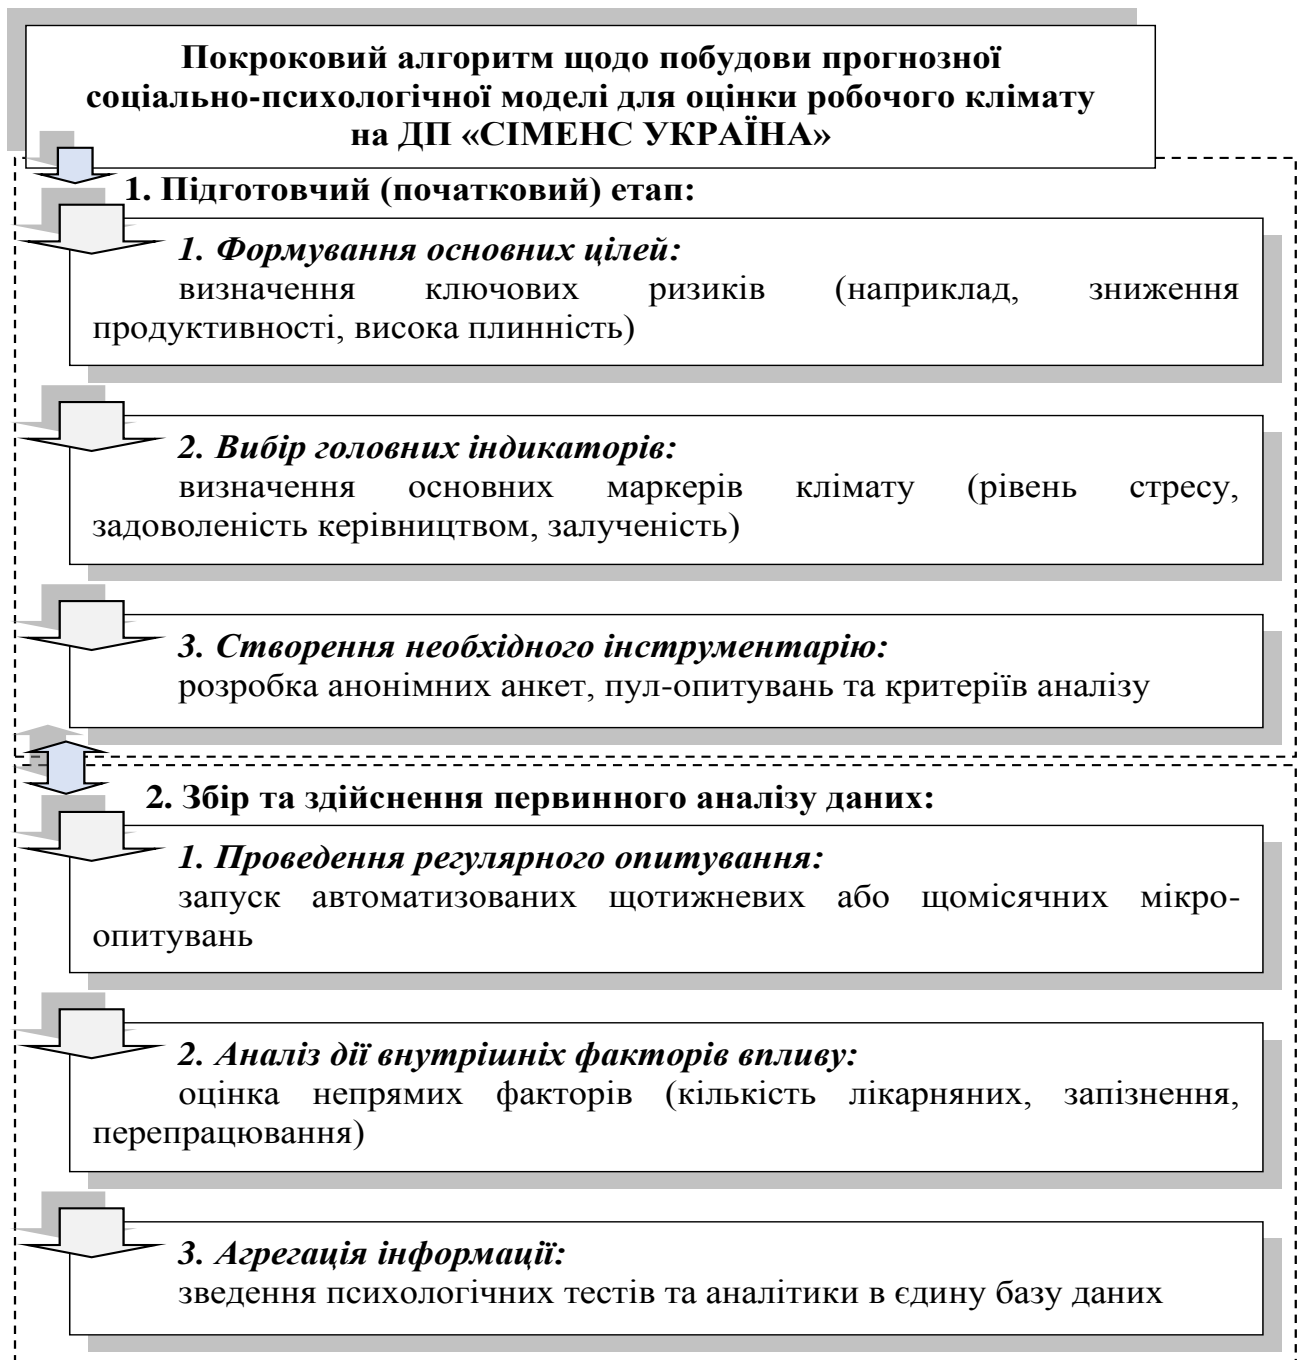 Покроковий алгоритм щодо побудови прогнозної
соціально-психологічної моделі для оцінки робочого клімату
на ДП «СІМЕНС УКРАЇНА»
1. Підготовчий (початковий) етап:
1. Формування основних цілей:
визначення ключових ризиків (наприклад, зниження
продуктивності, висока плинність)
2. Вибір головних індикаторів:
визначення основних маркерів клімату (рівень стресу,
задоволеність керівництвом, залученість)
3. Створення необхідного інструментарію:
розробка анонімних анкет, пул-опитувань та критеріїв аналізу
2. Збір та здійснення первинного аналізу даних:
1. Проведення регулярного опитування:
запуск автоматизованих щотижневих або щомісячних мікро-
опитувань
2. Аналіз дії внутрішніх факторів впливу:
оцінка непрямих факторів (кількість лікарняних, запізнення,
перепрацювання)
3. Агрегація інформації:
зведення психологічних тестів та аналітики в єдину базу даних